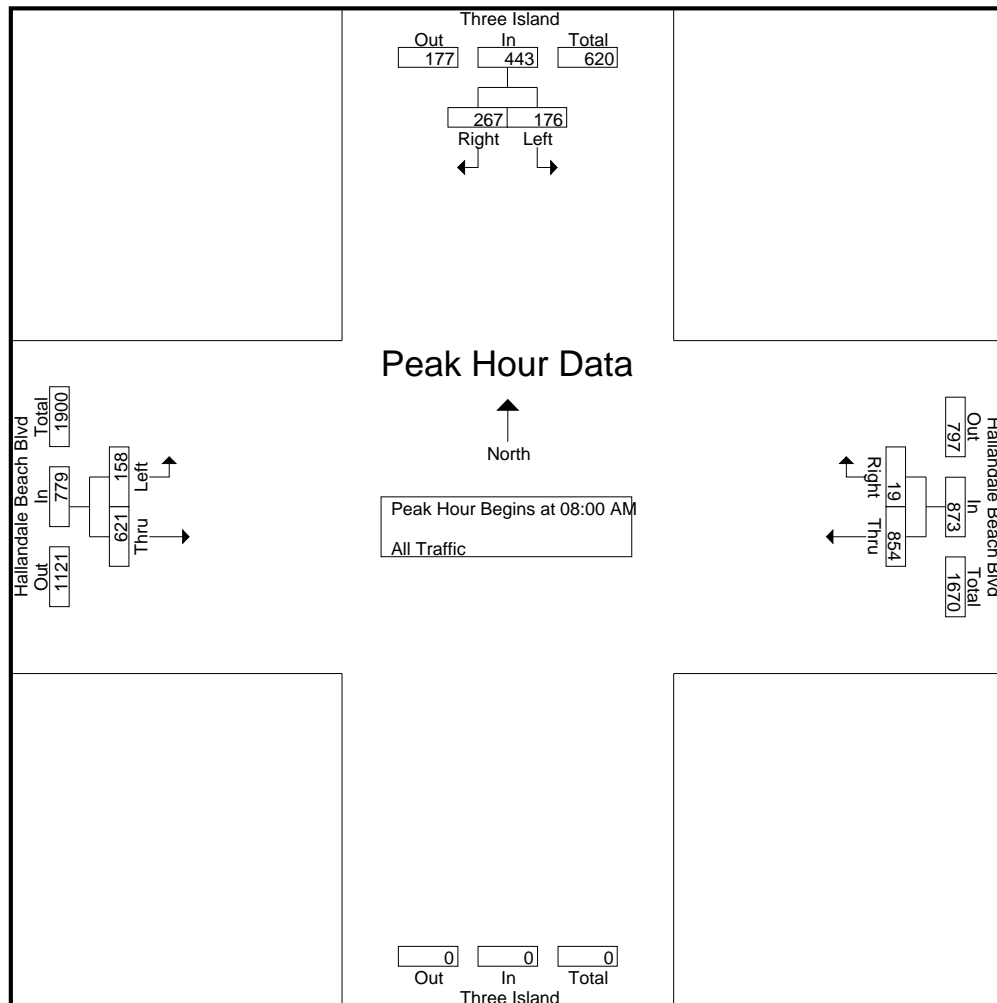 Three Island
Out In Total
177 443 620
267 176
Right Left
Peak Hour Data
North
Peak Hour Begins at 08:00 AM
All Traffic
Hallandale Beach Blvd
Out In Total
1121 779 1900
621 158
Thru Left
Hallandale Beach Blvd
Out In Total
797 873 1670
19 854
Right Thru
0 0 0
Out In Total
Three Island